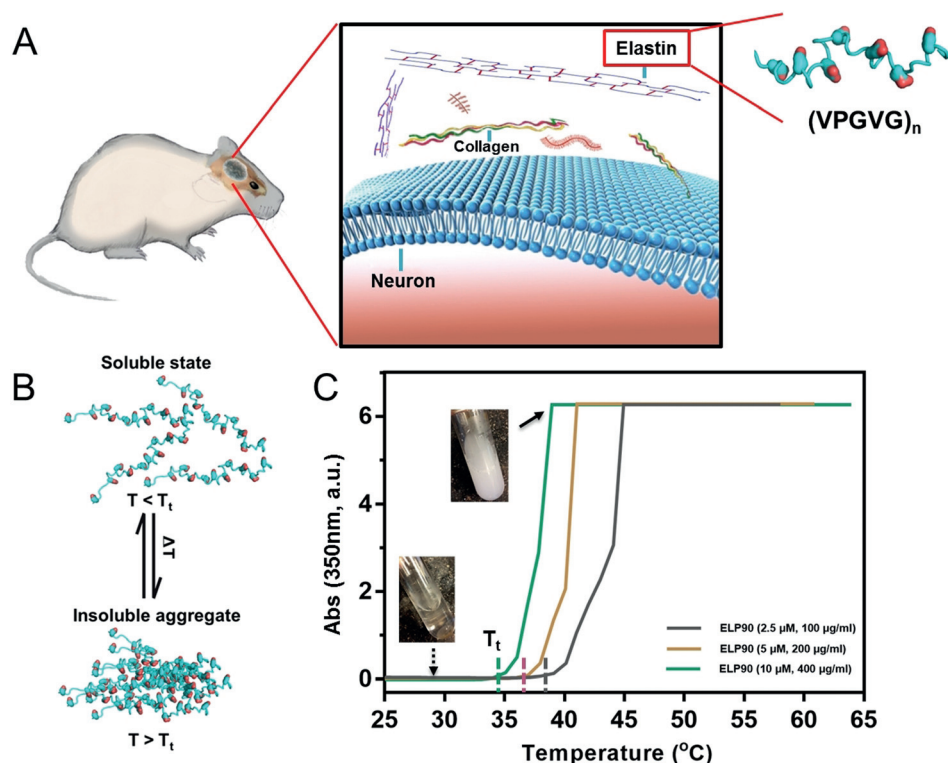 A
Elastin
(VPGVG)n
Collagen
Neuron
B
Soluble state
T < Tt
ΔT
Insoluble aggregate
T > Tt
C
Abs (350nm, a.u.)
6
4
2
0
Tt
ELP90 (2.5 µM, 100 µg/ml)
ELP90 (5 µM, 200 µg/ml)
ELP90 (10 µM, 400 µg/ml)
25 30 35 40 45 50 55 60 65
Temperature (oC)